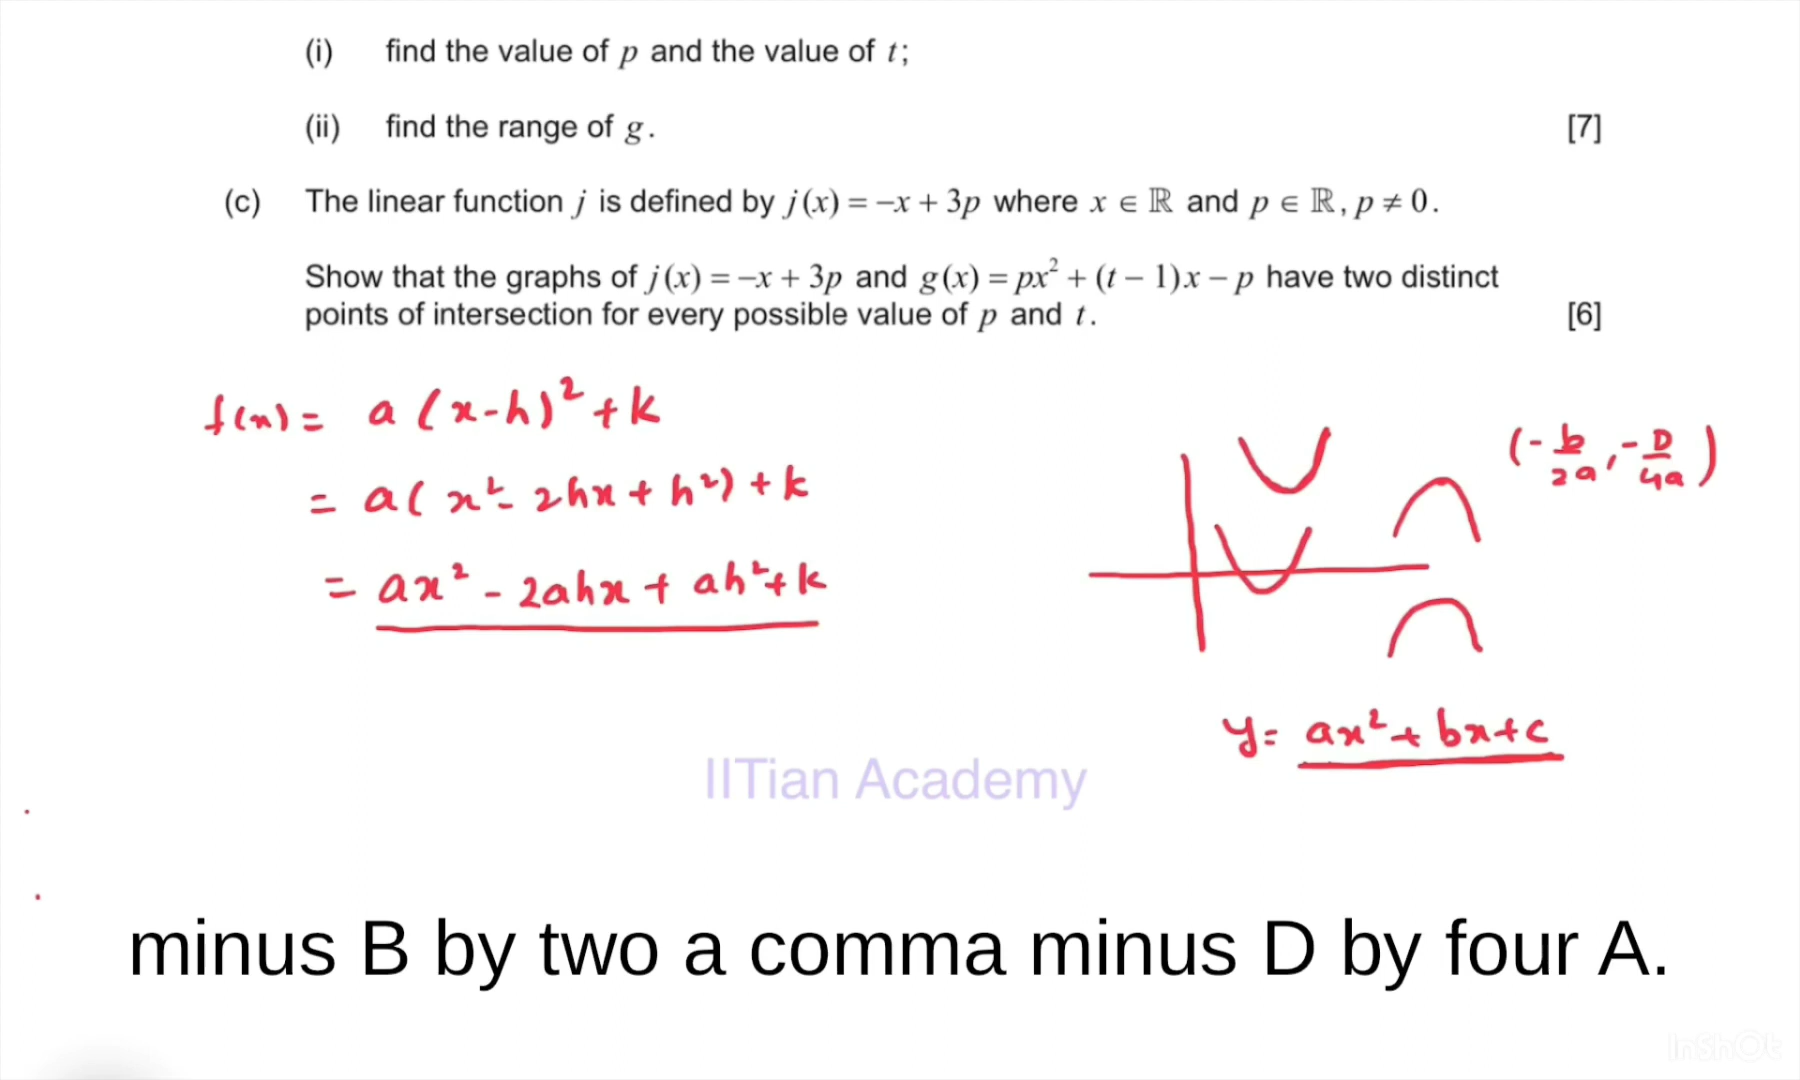 (i) find the value of p and the value of t;
(ii) find the range of g. [7]
(c) The linear function j is defined by j(x) = −x + 3p where x ∈ ℝ and p ∈ ℝ, p ≠ 0.
Show that the graphs of j(x) = −x + 3p and g(x) = px² + (t − 1)x − p have two distinct
points of intersection for every possible value of p and t. [6]
f(x) = a(x-h)² + k
= a(x² - 2hx + h²) + k
= ax² - 2ahx + ah² + k
(-b/2a, -D/4a)
y = ax² + bx + c
IITian Academy
minus B by two a comma minus D by four A.
InShOt